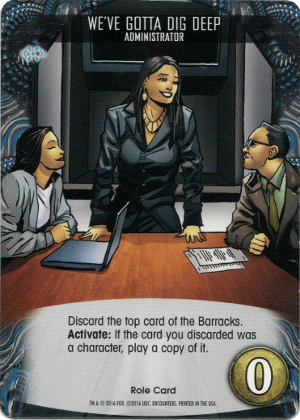 WE'VE GOTTA DIG DEEP
ADMINISTRATOR
Discard the top card of the Barracks.
Activate: If the card you discarded was
a character, play a copy of it.
0
Role Card
TM & © 2016 FOX. ©2016 UDC. ENCOUNTERS. PRINTED IN THE USA.